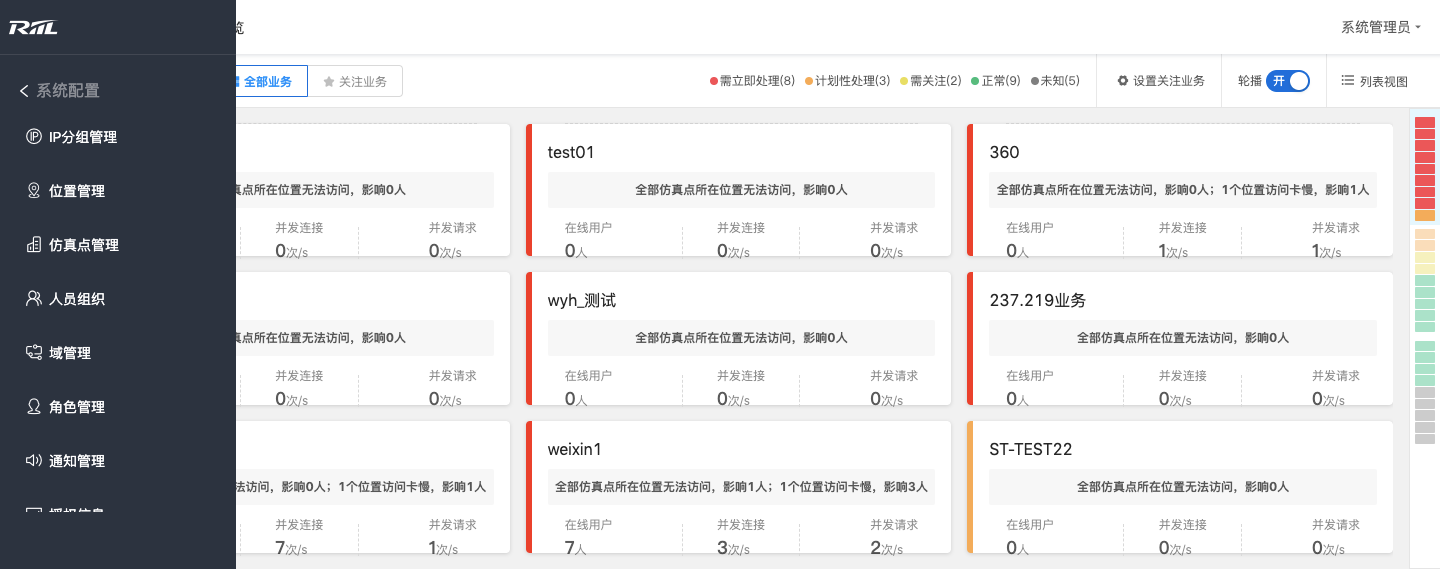 RIIL
览
系统管理员
系统配置
IP分组管理
位置管理
仿真点管理
人员组织
域管理
角色管理
通知管理
授权信息
全部业务
关注业务
需立即处理(8)
计划性处理(3)
需关注(2)
正常(9)
未知(5)
设置关注业务
轮播 开
列表视图
真点所在位置无法访问，影响0人
并发连接 并发请求
0次/s 0次/s
test01
全部仿真点所在位置无法访问，影响0人
在线用户 并发连接 并发请求
0人 0次/s 0次/s
360
全部仿真点所在位置无法访问，影响0人；1个位置访问卡慢，影响1人
在线用户 并发连接 并发请求
0人 1次/s 1次/s
真点所在位置无法访问，影响0人
并发连接 并发请求
0次/s 0次/s
wyh_测试
全部仿真点所在位置无法访问，影响0人
在线用户 并发连接 并发请求
0人 0次/s 0次/s
237.219业务
全部仿真点所在位置无法访问，影响0人
在线用户 并发连接 并发请求
0人 0次/s 0次/s
法访问，影响0人；1个位置访问卡慢，影响1人
并发连接 并发请求
7次/s 1次/s
weixin1
全部仿真点所在位置无法访问，影响1人；1个位置访问卡慢，影响3人
在线用户 并发连接 并发请求
7人 3次/s 2次/s
ST-TEST22
全部仿真点所在位置无法访问，影响0人
在线用户 并发连接 并发请求
0人 0次/s 0次/s